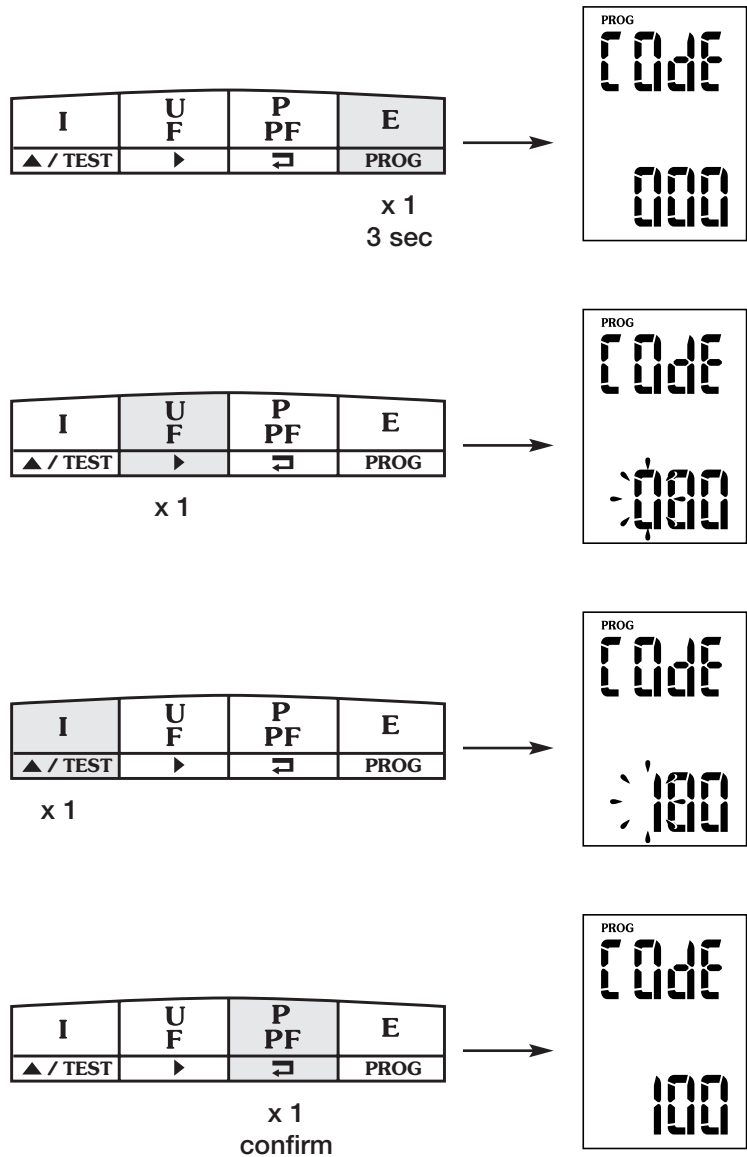 PROG
COdE
I U P E
F PF
▲ / TEST ▶ PROG
x 1
3 sec
000
PROG
COdE
I U P E
F PF
▲ / TEST ▶ PROG
x 1
000
PROG
COdE
I U P E
F PF
▲ / TEST ▶ PROG
x 1
100
PROG
COdE
I U P E
F PF
▲ / TEST ▶ PROG
x 1
confirm
100